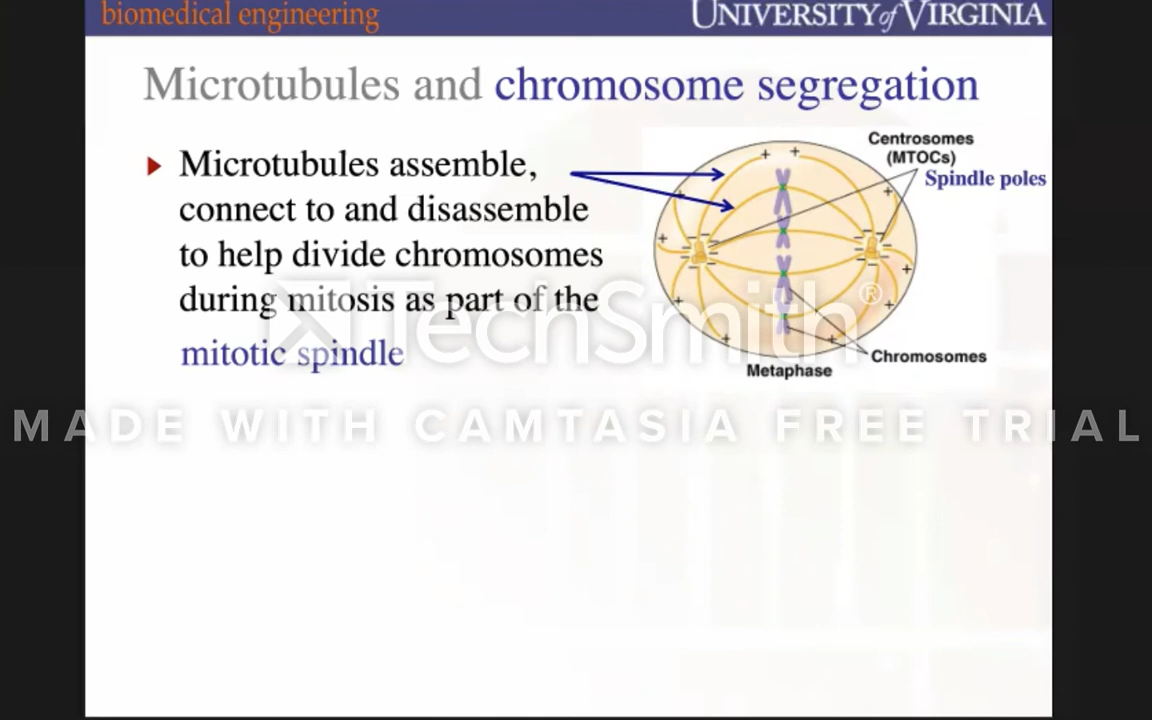 biomedical engineering
UNIVERSITY of VIRGINIA
Microtubules and chromosome segregation
Microtubules assemble,
connect to and disassemble
to help divide chromosomes
during mitosis as part of the
mitotic spindle
Centrosomes
(MTOCs)
Spindle poles
Chromosomes
Metaphase
TechSmith®
MADE WITH CAMTASIA FREE TRIAL